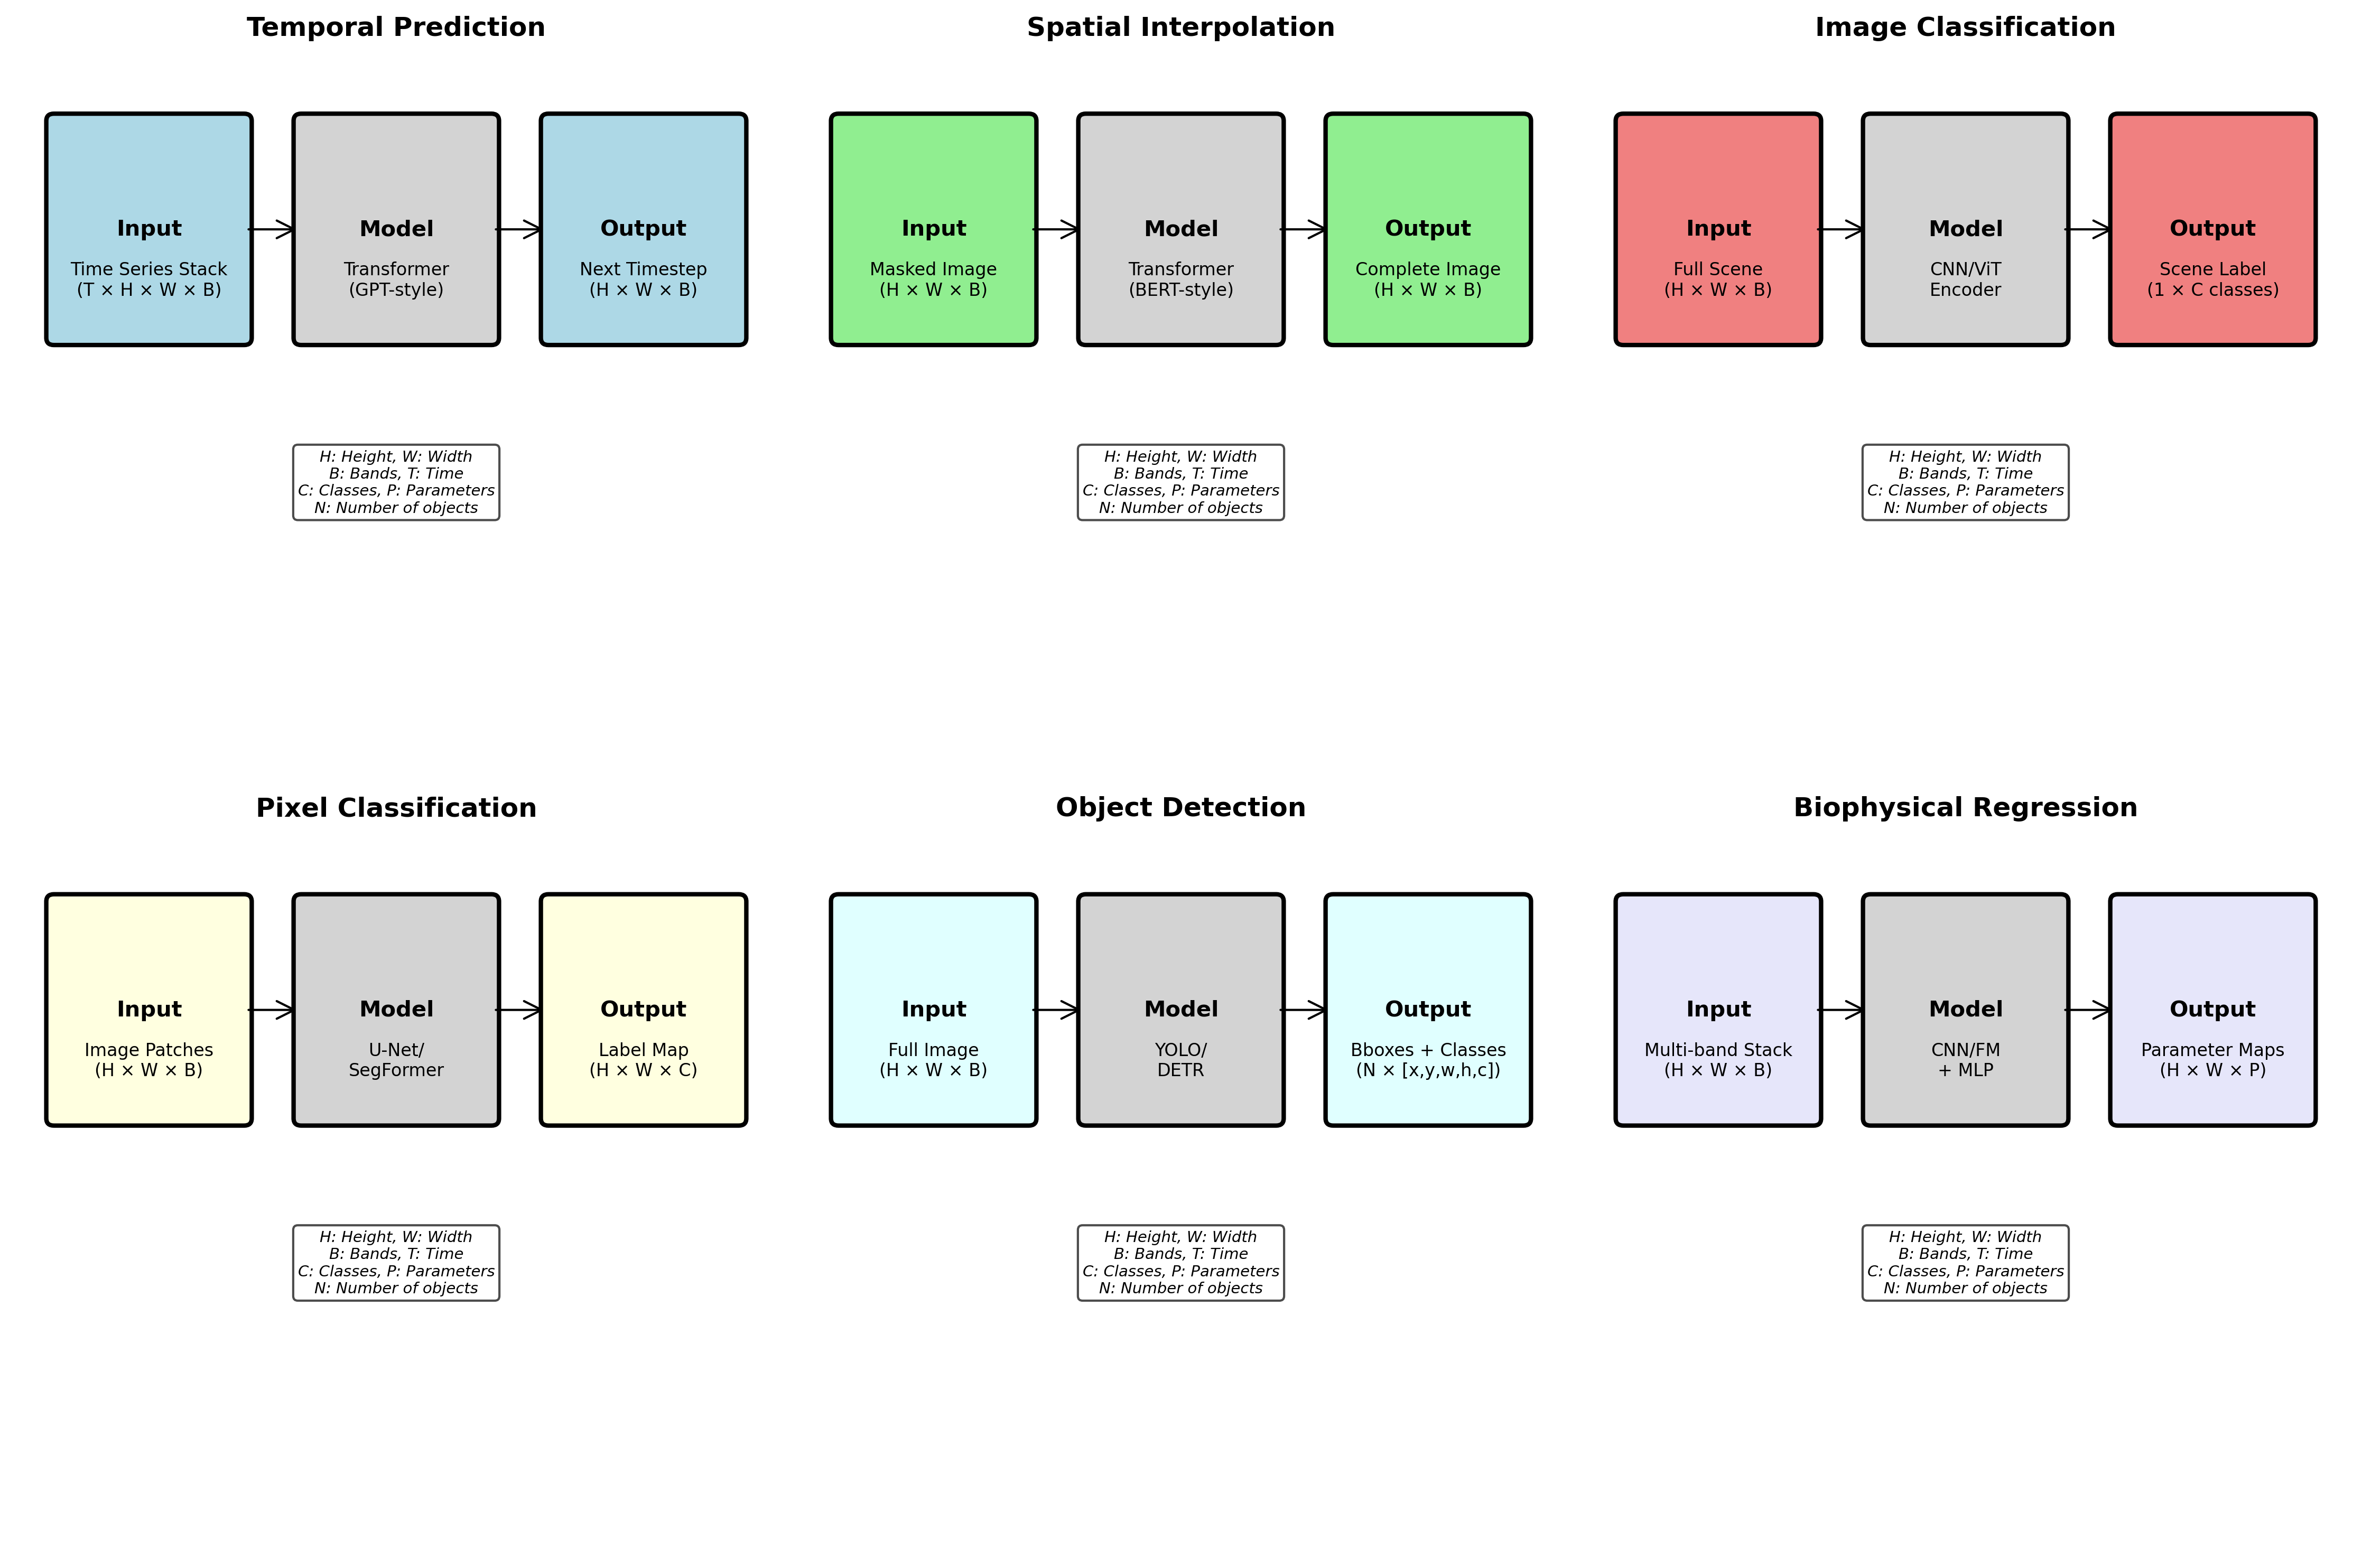 Temporal Prediction
Input
Time Series Stack
(T × H × W × B)
Model
Transformer
(GPT-style)
Output
Next Timestep
(H × W × B)
H: Height, W: Width
B: Bands, T: Time
C: Classes, P: Parameters
N: Number of objects
Spatial Interpolation
Input
Masked Image
(H × W × B)
Model
Transformer
(BERT-style)
Output
Complete Image
(H × W × B)
H: Height, W: Width
B: Bands, T: Time
C: Classes, P: Parameters
N: Number of objects
Image Classification
Input
Full Scene
(H × W × B)
Model
CNN/ViT
Encoder
Output
Scene Label
(1 × C classes)
H: Height, W: Width
B: Bands, T: Time
C: Classes, P: Parameters
N: Number of objects
Pixel Classification
Input
Image Patches
(H × W × B)
Model
U-Net/
SegFormer
Output
Label Map
(H × W × C)
H: Height, W: Width
B: Bands, T: Time
C: Classes, P: Parameters
N: Number of objects
Object Detection
Input
Full Image
(H × W × B)
Model
YOLO/
DETR
Output
Bboxes + Classes
(N × [x,y,w,h,c])
H: Height, W: Width
B: Bands, T: Time
C: Classes, P: Parameters
N: Number of objects
Biophysical Regression
Input
Multi-band Stack
(H × W × B)
Model
CNN/FM
+ MLP
Output
Parameter Maps
(H × W × P)
H: Height, W: Width
B: Bands, T: Time
C: Classes, P: Parameters
N: Number of objects